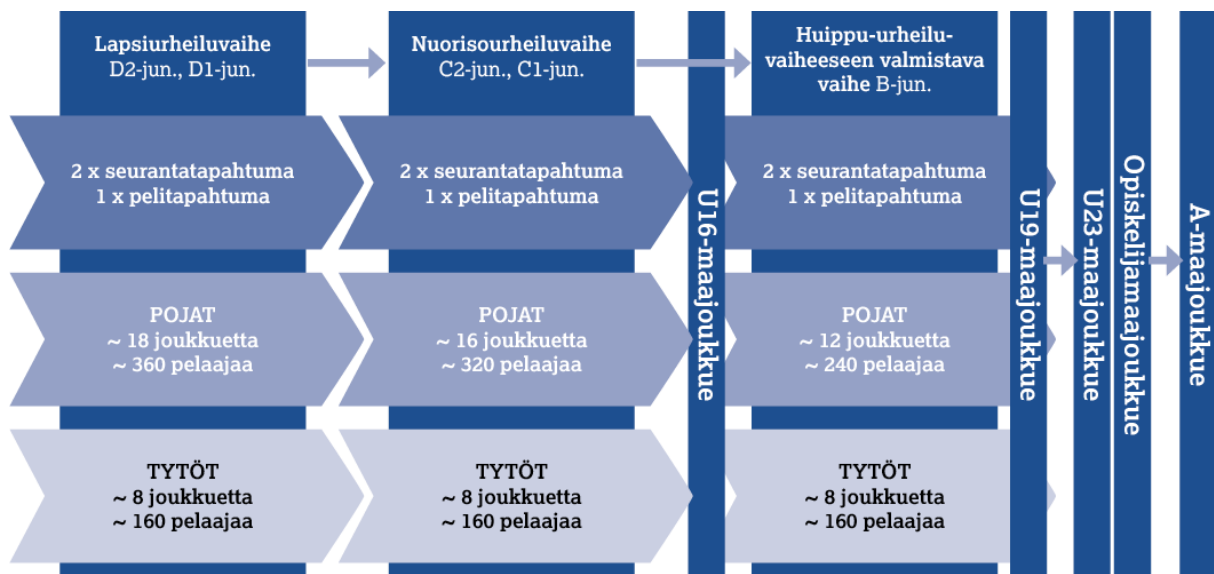 Lapsiurheiluvaihe
D2-jun., D1-jun.
Nuorisourheiluvaihe
C2-jun., C1-jun.
Huippu-urheilu-
vaiheeseen valmistava
vaihe B-jun.
2 x seurantatapahtuma
1 x pelitapahtuma
2 x seurantatapahtuma
1 x pelitapahtuma
2 x seurantatapahtuma
1 x pelitapahtuma
POJAT
~ 18 joukkuetta
~ 360 pelaajaa
POJAT
~ 16 joukkuetta
~ 320 pelaajaa
POJAT
~ 12 joukkuetta
~ 240 pelaajaa
TYTÖT
~ 8 joukkuetta
~ 160 pelaajaa
TYTÖT
~ 8 joukkuetta
~ 160 pelaajaa
TYTÖT
~ 8 joukkuetta
~ 160 pelaajaa
U16-maajoukkue
U19-maajoukkue
U23-maajoukkue
Opiskelijamaajoukkue
A-maajoukkue